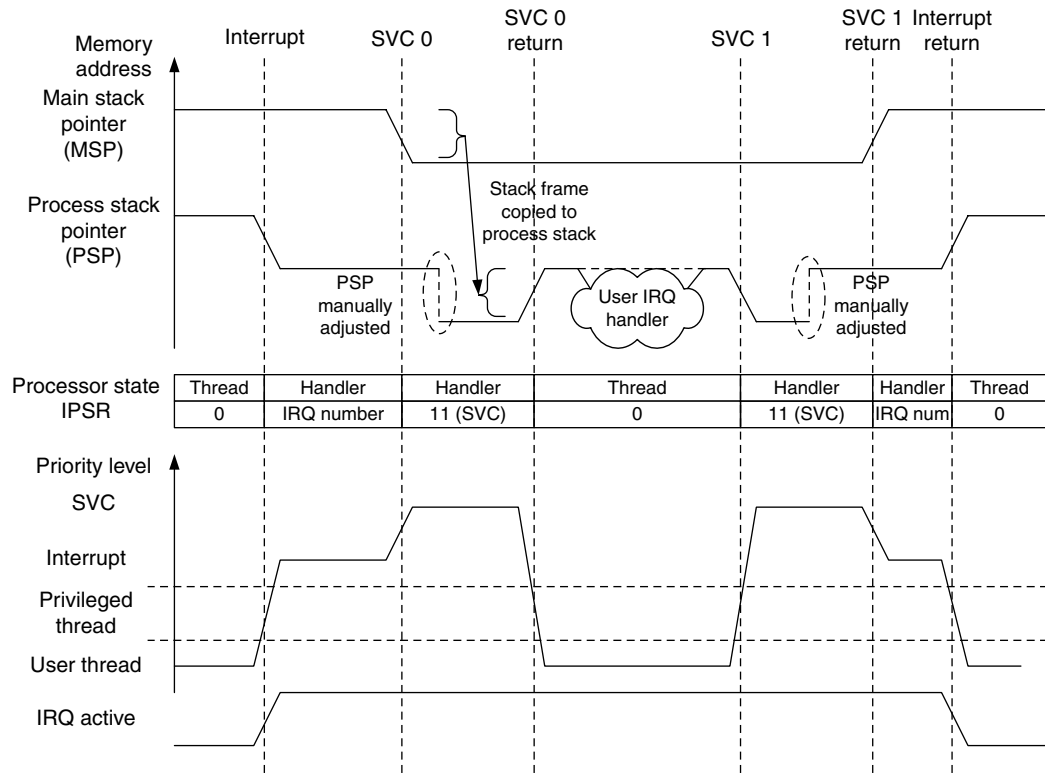 Memory
address
Interrupt
SVC 0
SVC 0
return
SVC 1
SVC 1
return
Interrupt
return
Main stack
pointer
(MSP)
Stack frame
copied to
process stack
Process stack
pointer
(PSP)
PSP
manually
adjusted
User IRQ
handler
PSP
manually
adjusted
Processor state
Thread
Handler
Handler
Thread
Handler
Handler
Thread
IPSR
0
IRQ number
11 (SVC)
0
11 (SVC)
IRQ num
0
Priority level
SVC
Interrupt
Privileged
thread
User thread
IRQ active